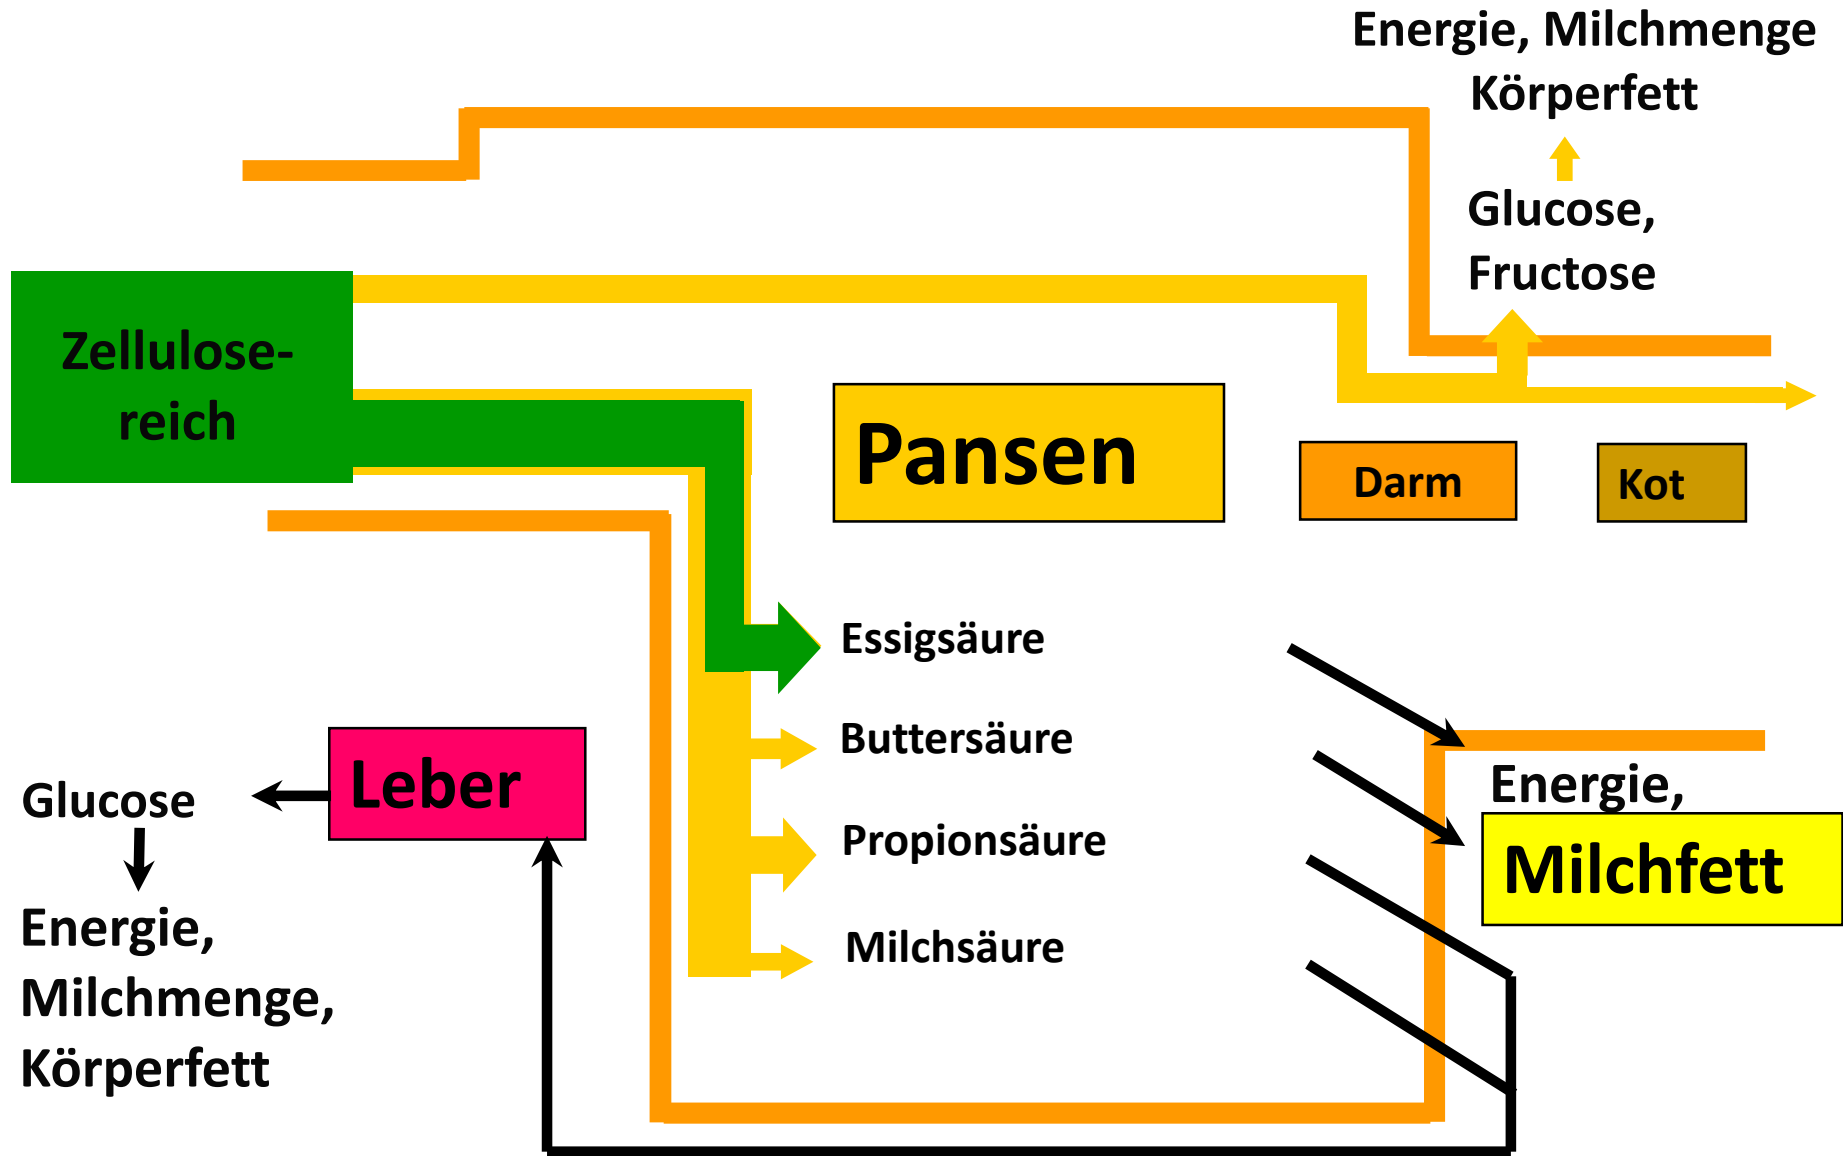 Energie, Milchmenge
Körperfett
Glucose,
Fructose
Zellulose-
reich
Pansen
Darm
Kot
Essigsäure
Buttersäure
Propionsäure
Milchsäure
Leber
Glucose
Energie,
Milchmenge,
Körperfett
Energie,
Milchfett